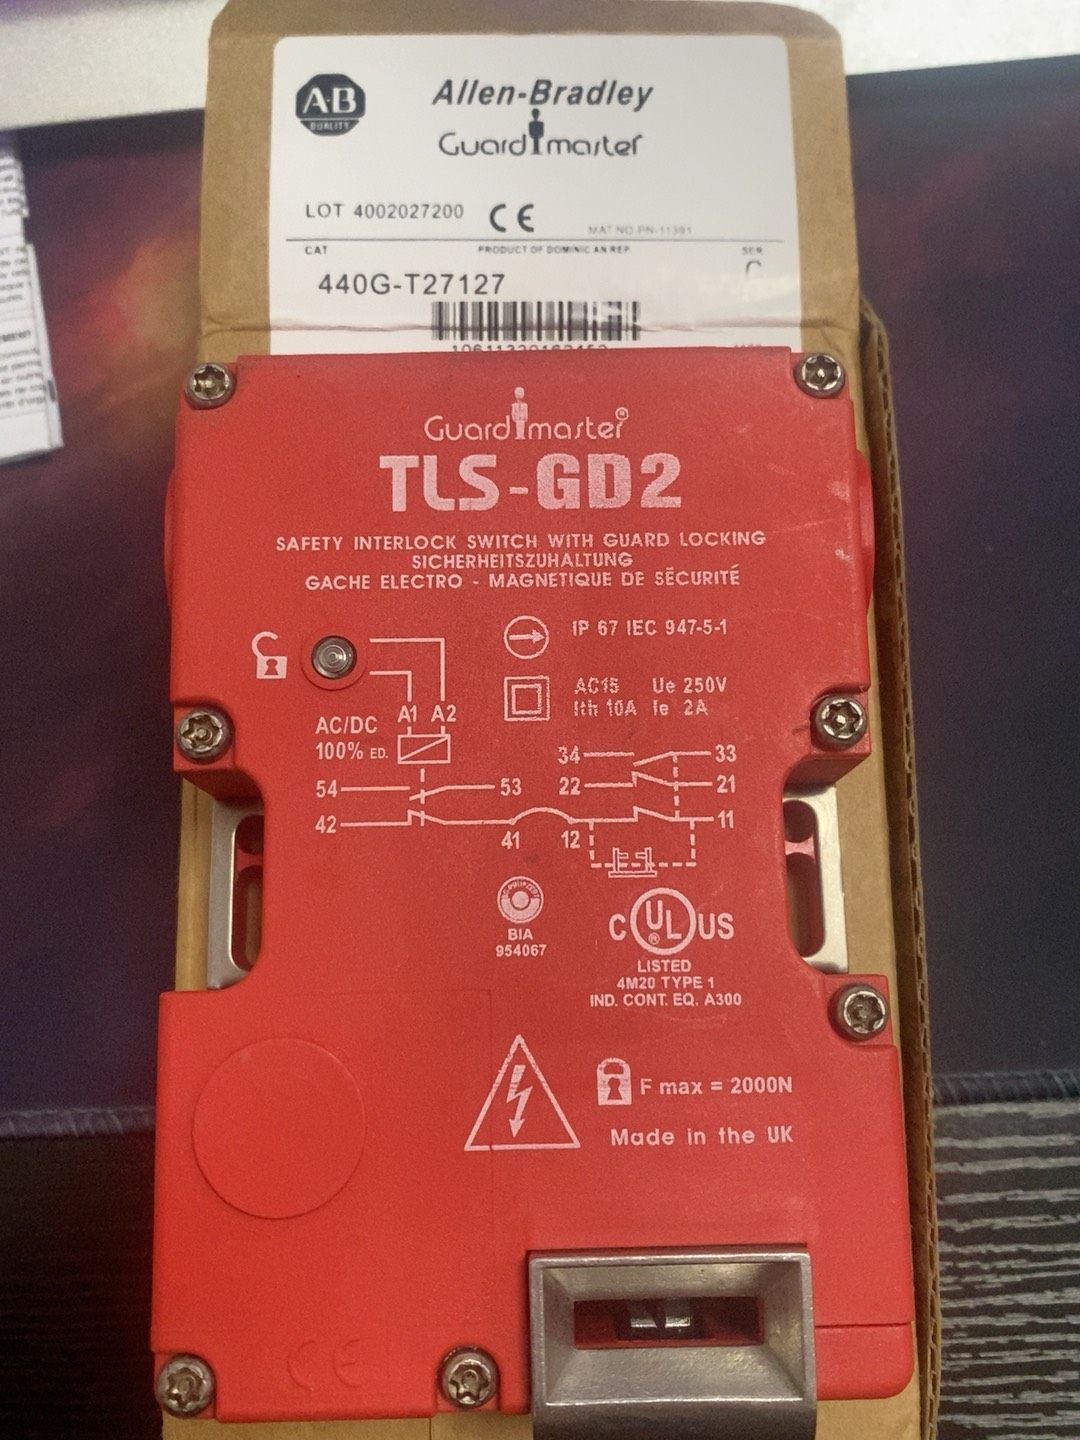 A-B
QUALITY
Allen-Bradley
Guardmaster
LOT 4002027200
CE
MAT NO.PN-11391
CAT
PRODUCT OF DOMINICAN REP.
SER
440G-T27127
C
Guardmaster®
TLS-GD2
SAFETY INTERLOCK SWITCH WITH GUARD LOCKING
SICHERHEITSZUHALTUNG
GACHE ELECTRO - MAGNETIQUE DE SÉCURITÉ
IP 67 IEC 947-5-1
AC15 Ue 250V
Ith 10A Ie 2A
AC/DC A1 A2
100% ED.
34 33
54 53 22 21
42 41 12 11
BIA
954067
C UL® US
LISTED
4M20 TYPE 1
IND. CONT. EQ. A300
F max = 2000N
Made in the UK
CE